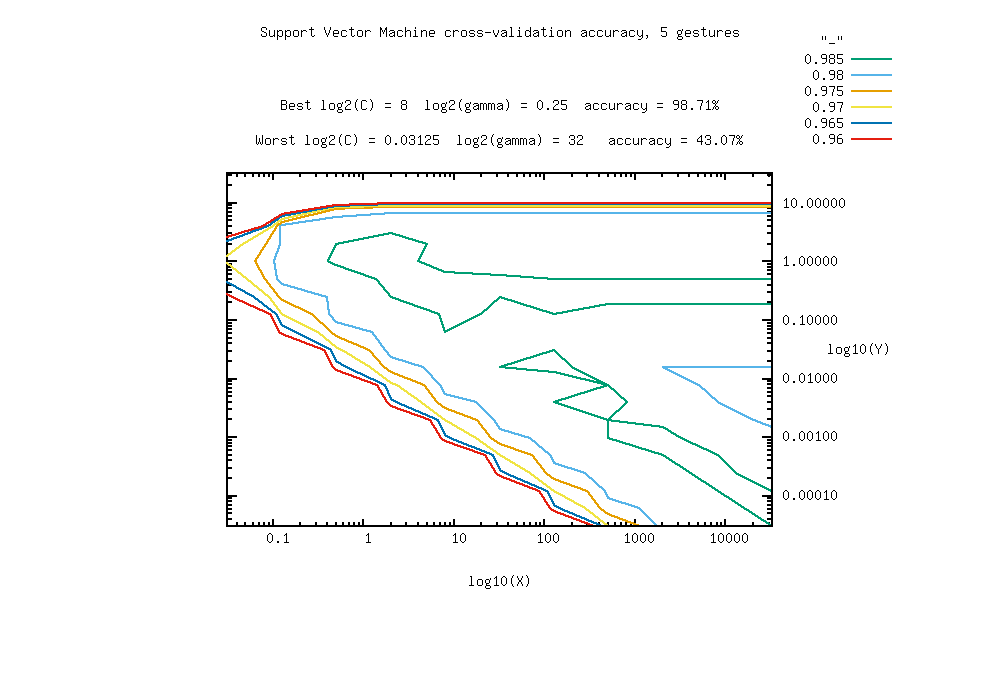 Support Vector Machine cross-validation accuracy, 5 gestures
"_"
0.985
0.98
0.975
0.97
0.965
0.96
Best log2(C) = 8 log2(gamma) = 0.25 accuracy = 98.71%
Worst log2(C) = 0.03125 log2(gamma) = 32 accuracy = 43.07%
10.00000
1.00000
0.10000
log10(Y)
0.01000
0.00100
0.00010
0.1 1 10 100 1000 10000
log10(X)